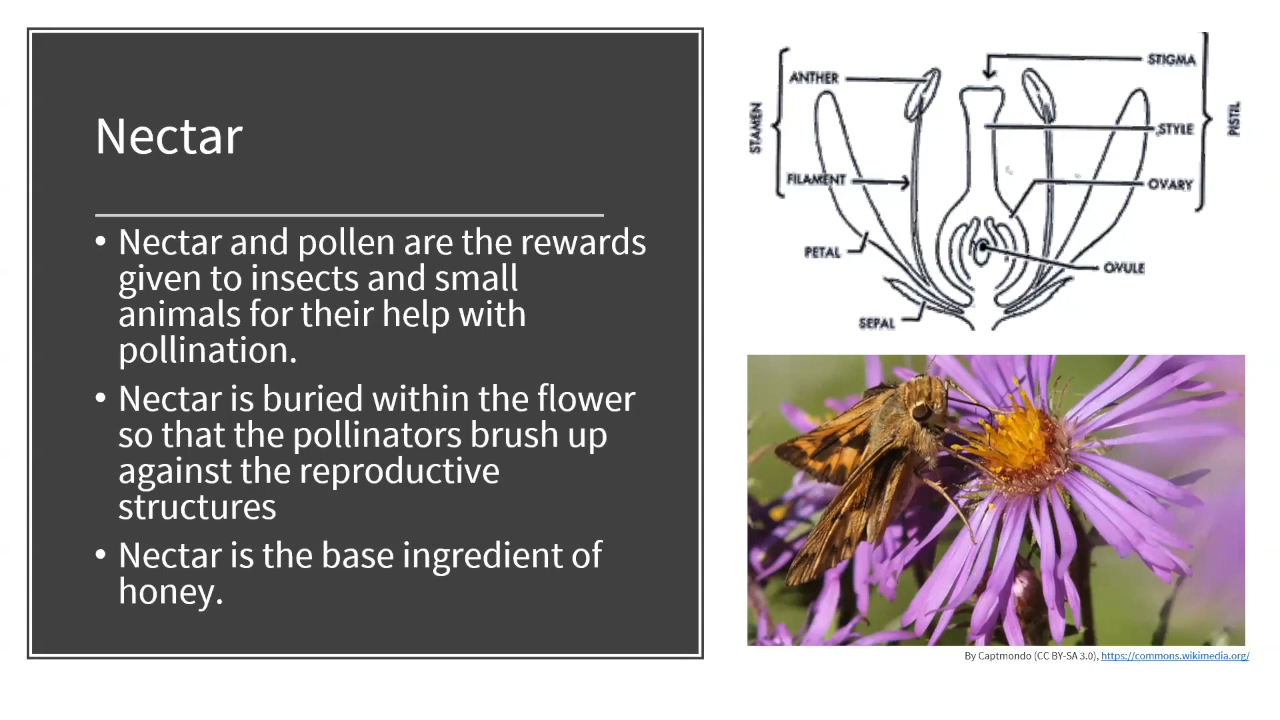 Nectar
• Nectar and pollen are the rewards
given to insects and small
animals for their help with
pollination.
• Nectar is buried within the flower
so that the pollinators brush up
against the reproductive
structures
• Nectar is the base ingredient of
honey.
STAMEN
ANTHER
FILAMENT
PETAL
SEPAL
STIGMA
STYLE
OVARY
OVULE
PISTIL
By Captmondo (CC BY-SA 3.0), https://commons.wikimedia.org/